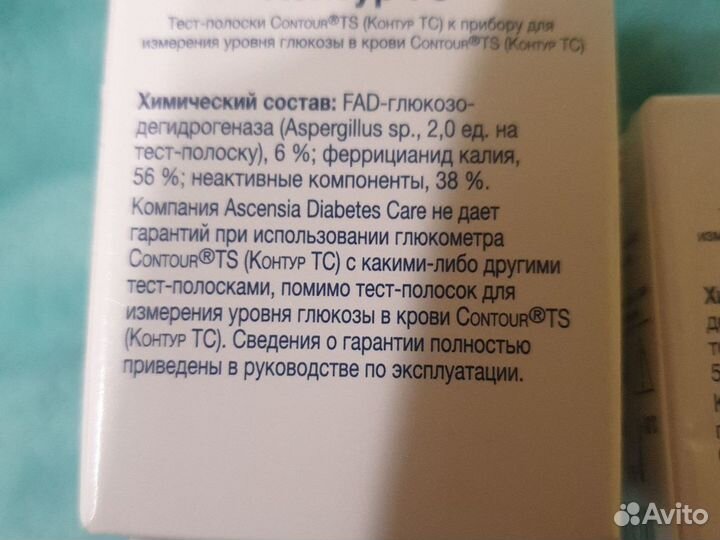 Тест-полоски CONTOUR®TS (КОНТУР ТС) к прибору для
измерения уровня глюкозы в крови CONTOUR®TS (КОНТУР ТС)
Химический состав: FAD-глюкозо-
дегидрогеназа (Aspergillus sp., 2,0 ед. на
тест-полоску), 6 %; феррицианид калия,
56 %; неактивные компоненты, 38 %.
Компания Ascensia Diabetes Care не дает
гарантий при использовании глюкометра
CONTOUR®TS (КОНТУР ТС) с какими-либо другими
тест-полосками, помимо тест-полосок для
измерения уровня глюкозы в крови CONTOUR®TS
(КОНТУР ТС). Сведения о гарантии полностью
приведены в руководстве по эксплуатации.
Avito